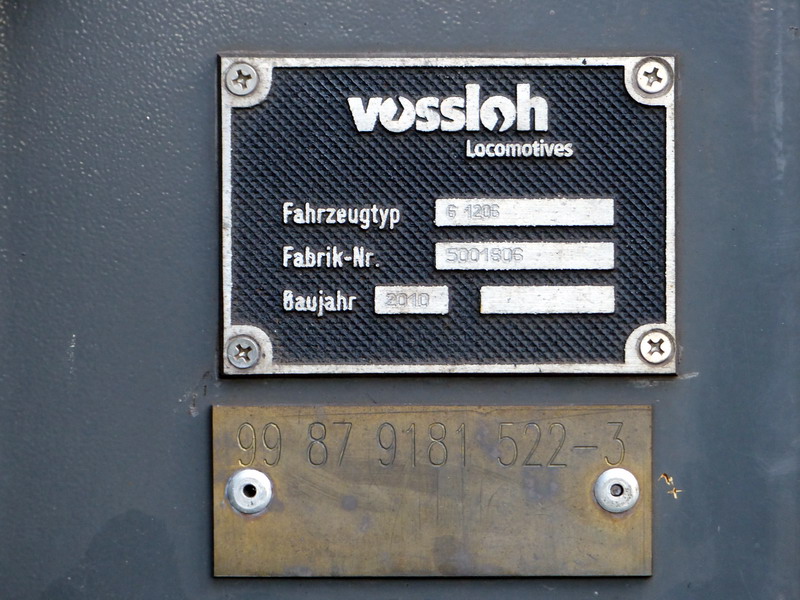 vossloh
Locomotives
Fahrzeugtyp G 1206
Fabrik-Nr. 5001806
Baujahr 2010
99 87 9181 522-3